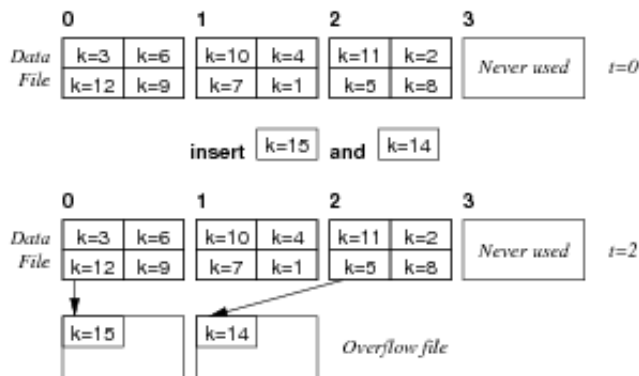 0 1 2 3
Data File
k=3 k=6 k=10 k=4 k=11 k=2
Never used t=0
k=12 k=9 k=7 k=1 k=5 k=8
insert k=15 and k=14
0 1 2 3
Data File
k=3 k=6 k=10 k=4 k=11 k=2
Never used t=2
k=12 k=9 k=7 k=1 k=5 k=8
k=15 k=14
Overflow file